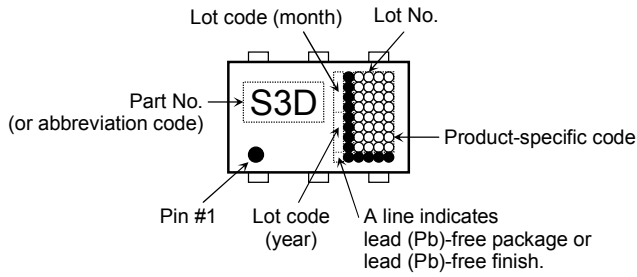 Lot code (month)
Lot No.
Part No.
(or abbreviation code)
S3D
Product-specific code
Pin #1
Lot code
(year)
A line indicates
lead (Pb)-free package or
lead (Pb)-free finish.